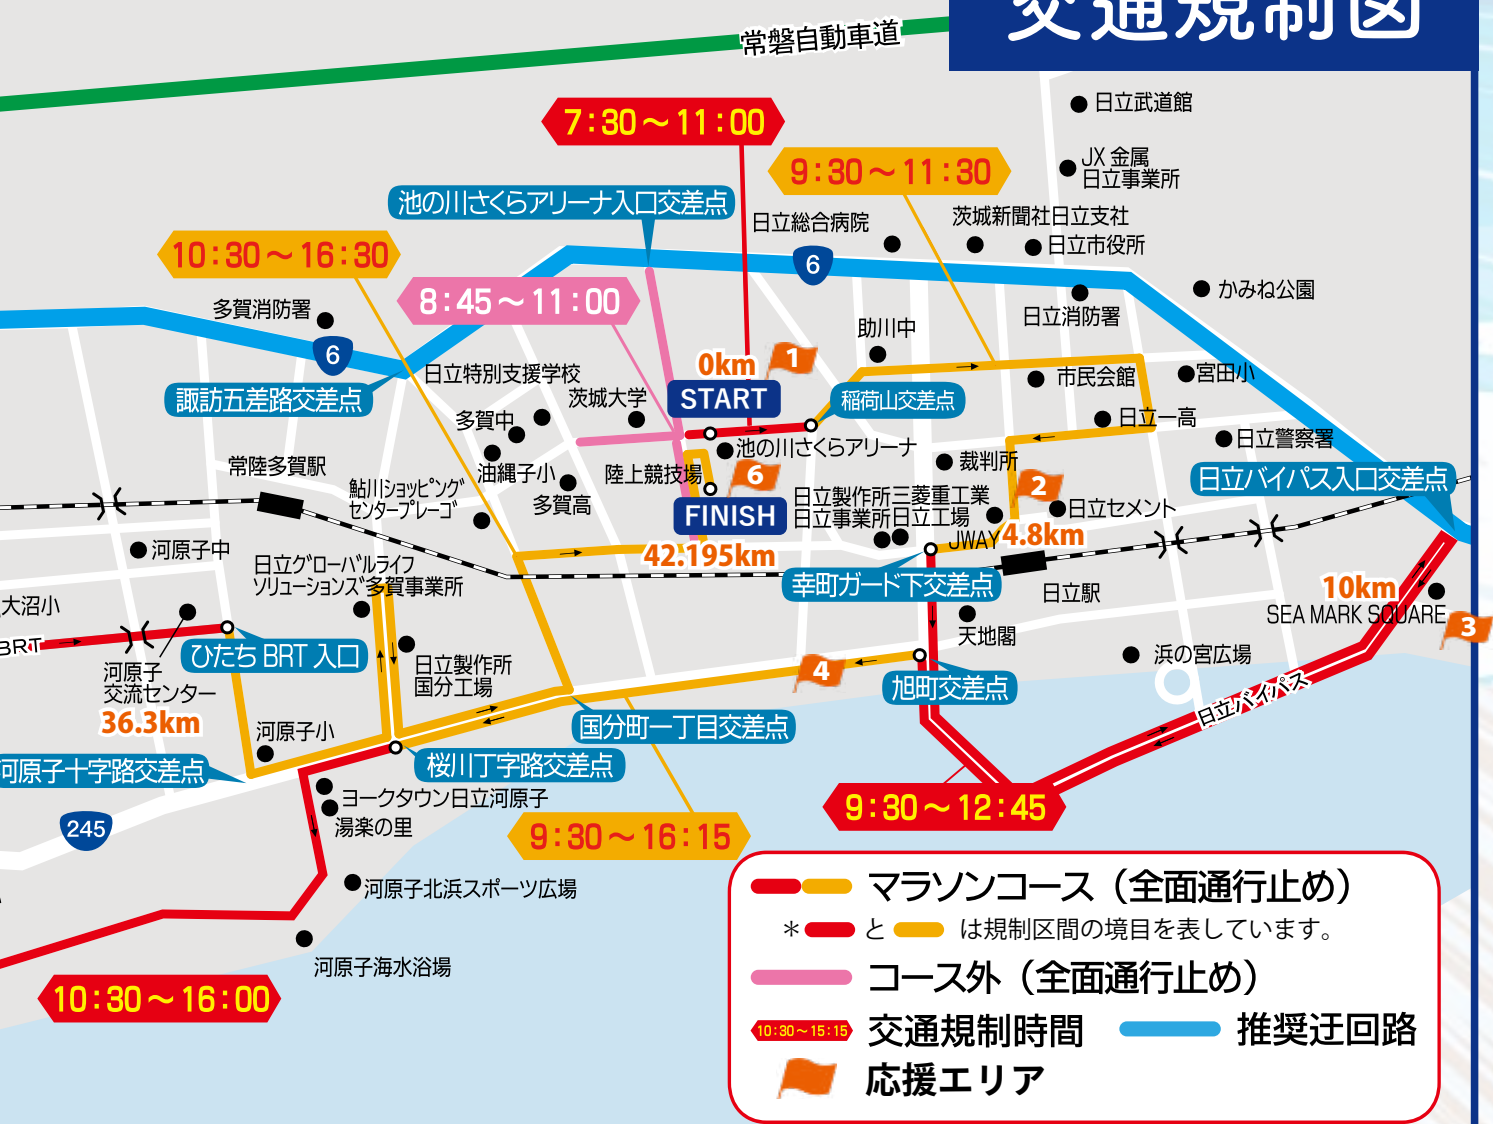 交通規制図
常磐自動車道
日立武道館
7:30～11:00
JX 金属
日立事業所
9:30～11:30
池の川さくらアリーナ入口交差点
日立総合病院
茨城新聞社日立支社
日立市役所
10:30～16:30
6
8:45～11:00
かみね公園
多賀消防署
日立消防署
助川中
6
0km
1
日立特別支援学校
市民会館
宮田小
諏訪五差路交差点
茨城大学
START
稲荷山交差点
多賀中
日立一高
池の川さくらアリーナ
日立警察署
常陸多賀駅
油縄子小
陸上競技場
6
裁判所
日立バイパス入口交差点
鮎川ショッピング
センタープレーゴ
多賀高
2
日立製作所
日立事業所
三菱重工業
日立工場
日立セメント
FINISH
JWAY
4.8km
河原子中
42.195km
日立グローバルライフ
ソリューションズ多賀事業所
幸町ガード下交差点
日立駅
10km
大沼小
SEA MARK SQUARE
3
天地閣
BRT
ひたち BRT 入口
河原子
交流センター
日立製作所
国分工場
4
浜の宮広場
旭町交差点
日立バイパス
36.3km
国分町一丁目交差点
河原子小
河原子十字路交差点
桜川丁字路交差点
ヨークタウン日立河原子
9:30～12:45
245
湯楽の里
9:30～16:15
河原子北浜スポーツ広場
河原子海水浴場
10:30～16:00
マラソンコース（全面通行止め）
＊ と は規制区間の境目を表しています。
コース外（全面通行止め）
10:30～15:15 交通規制時間
推奨迂回路
応援エリア